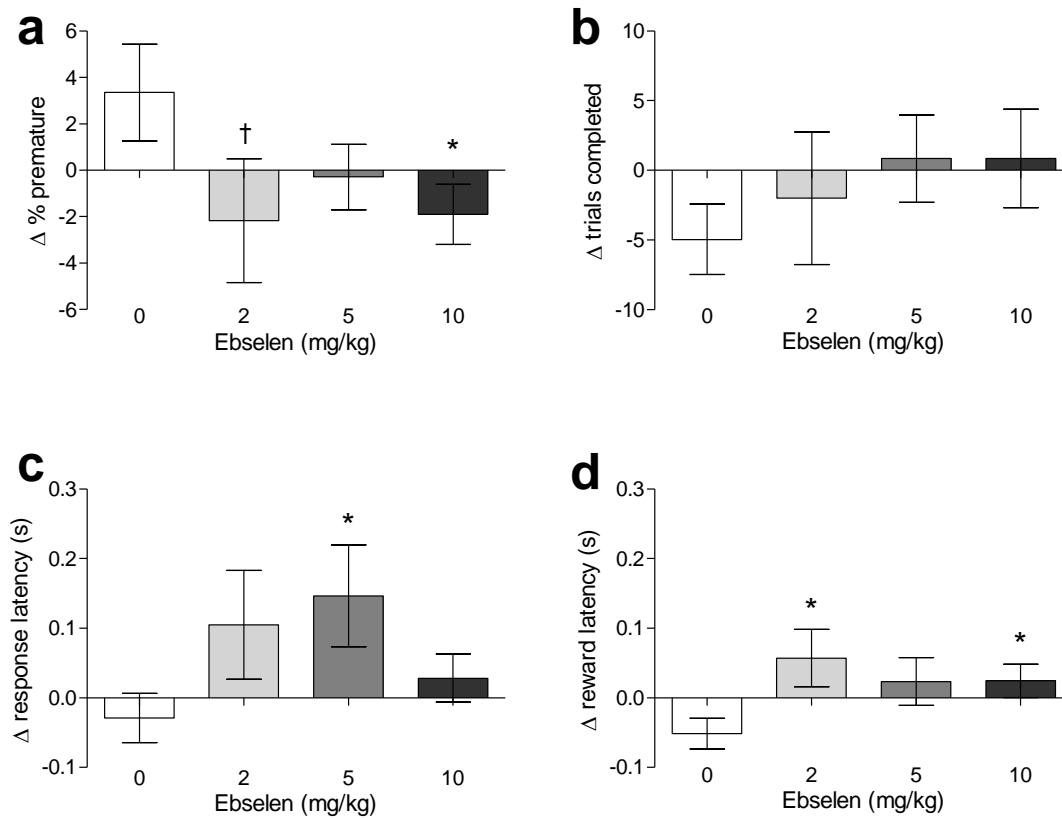 a
Δ % premature
6
4
2
0
-2
-4
-6
†
*
0 2 5 10
Ebselen (mg/kg)
b
Δ trials completed
10
5
0
-5
-10
0 2 5 10
Ebselen (mg/kg)
c
Δ response latency (s)
0.3
0.2
0.1
0.0
-0.1
*
0 2 5 10
Ebselen (mg/kg)
d
Δ reward latency (s)
0.3
0.2
0.1
0.0
-0.1
*
*
0 2 5 10
Ebselen (mg/kg)